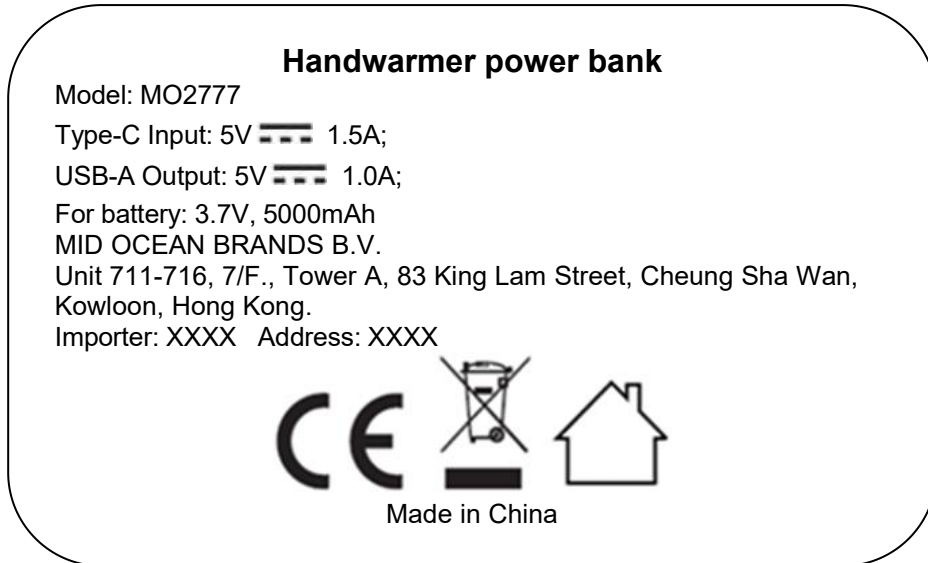 Handwarmer power bank
Model: MO2777
Type-C Input: 5V ⎓ 1.5A;
USB-A Output: 5V ⎓ 1.0A;
For battery: 3.7V, 5000mAh
MID OCEAN BRANDS B.V.
Unit 711-716, 7/F., Tower A, 83 King Lam Street, Cheung Sha Wan,
Kowloon, Hong Kong.
Importer: XXXX   Address: XXXX
CE
Made in China